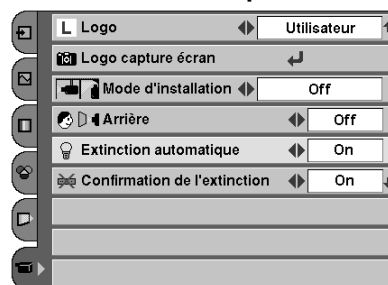 L Logo Utilisateur
Logo capture écran
Mode d'installation Off
Arrière Off
Extinction automatique On
Confirmation de l'extinction On